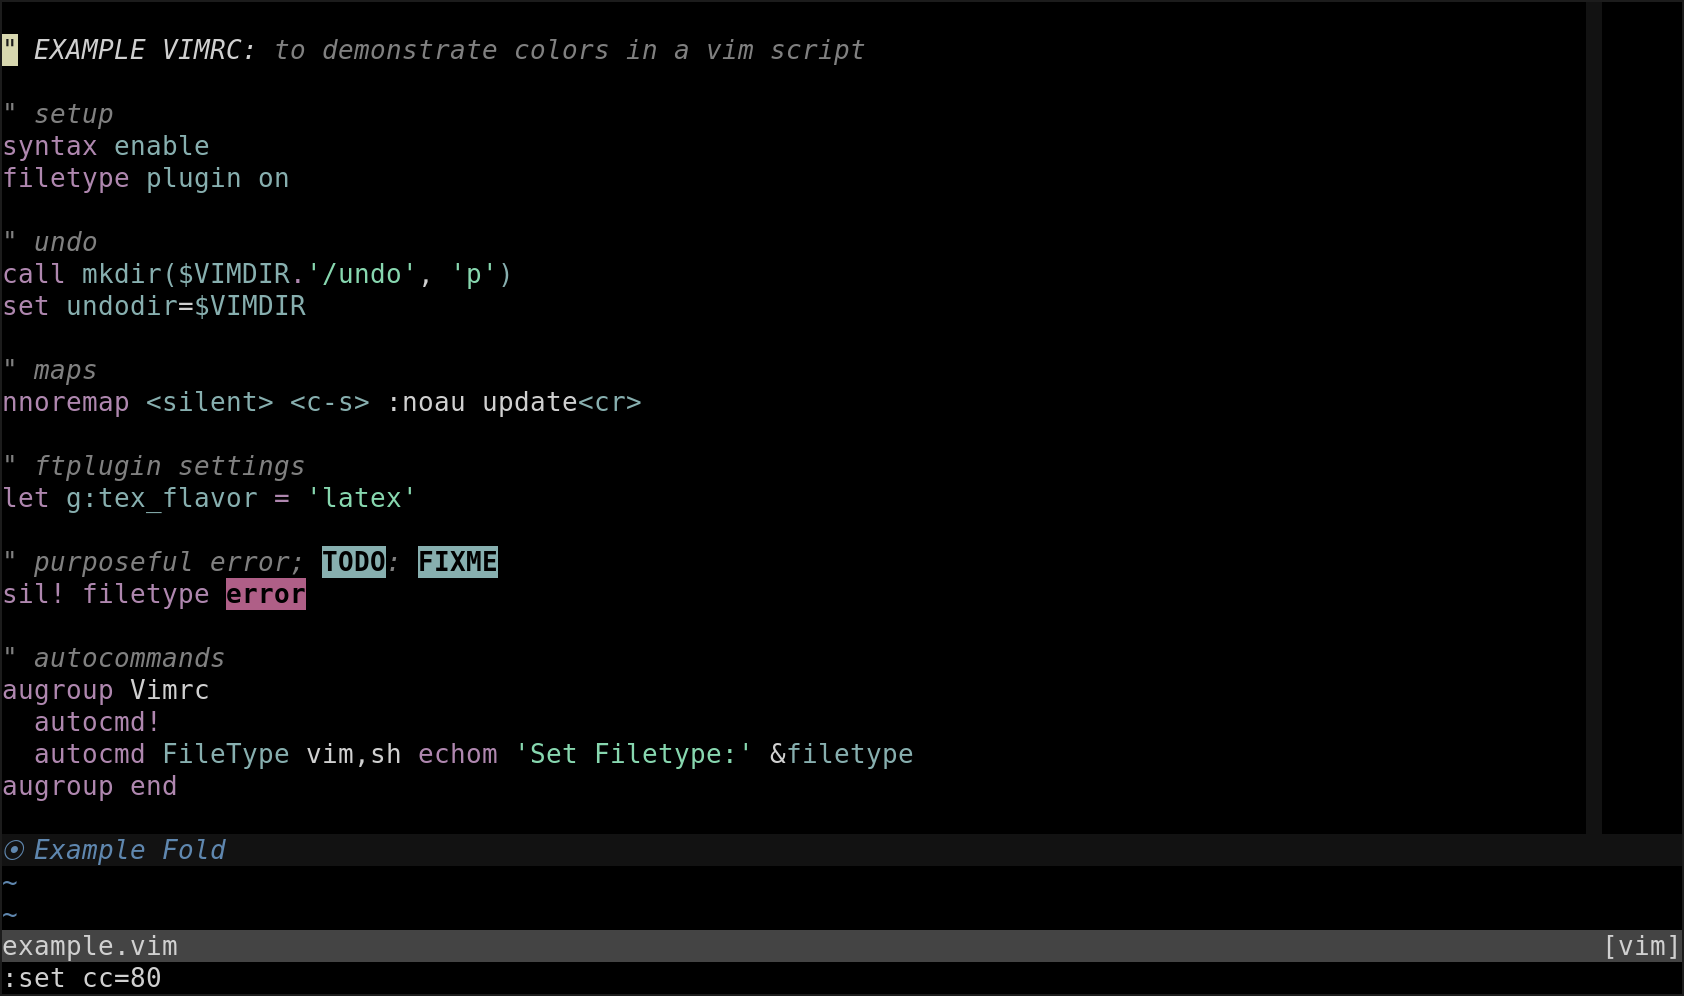 " EXAMPLE VIMRC: to demonstrate colors in a vim script
" setup
syntax enable
filetype plugin on
" undo
call mkdir($VIMDIR.'/undo', 'p')
set undodir=$VIMDIR
" maps
nnoremap <silent> <c-s> :noau update<cr>
" ftplugin settings
let g:tex_flavor = 'latex'
" purposeful error; TODO: FIXME
sil! filetype error
" autocommands
augroup Vimrc
  autocmd!
  autocmd FileType vim,sh echom 'Set Filetype:' &filetype
augroup end
⦿ Example Fold
~
~
example.vim [vim]
:set cc=80